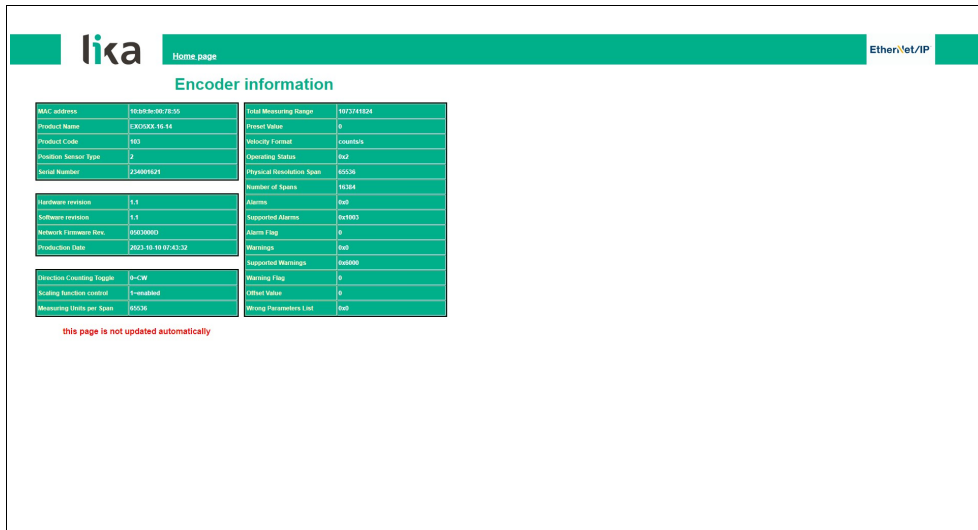 lika
Home page
EtherNet/IP
Encoder information
MAC address 10:b9:fe:00:78:55
Product Name EXO5XX-16-14
Product Code 103
Position Sensor Type 2
Serial Number 234001621
Hardware revision 1.1
Software revision 1.1
Network Firmware Rev. 0503000D
Production Date 2023-10-10 07:43:32
Direction Counting Toggle 0=CW
Scaling function control 1=enabled
Measuring Units per Span 65536
Total Measuring Range 1073741824
Preset Value 0
Velocity Format counts/s
Operating Status 0x2
Physical Resolution Span 65536
Number of Spans 16384
Alarms 0x0
Supported Alarms 0x1003
Alarm Flag 0
Warnings 0x0
Supported Warnings 0x6000
Warning Flag 0
Offset Value 0
Wrong Parameters List 0x0
this page is not updated automatically